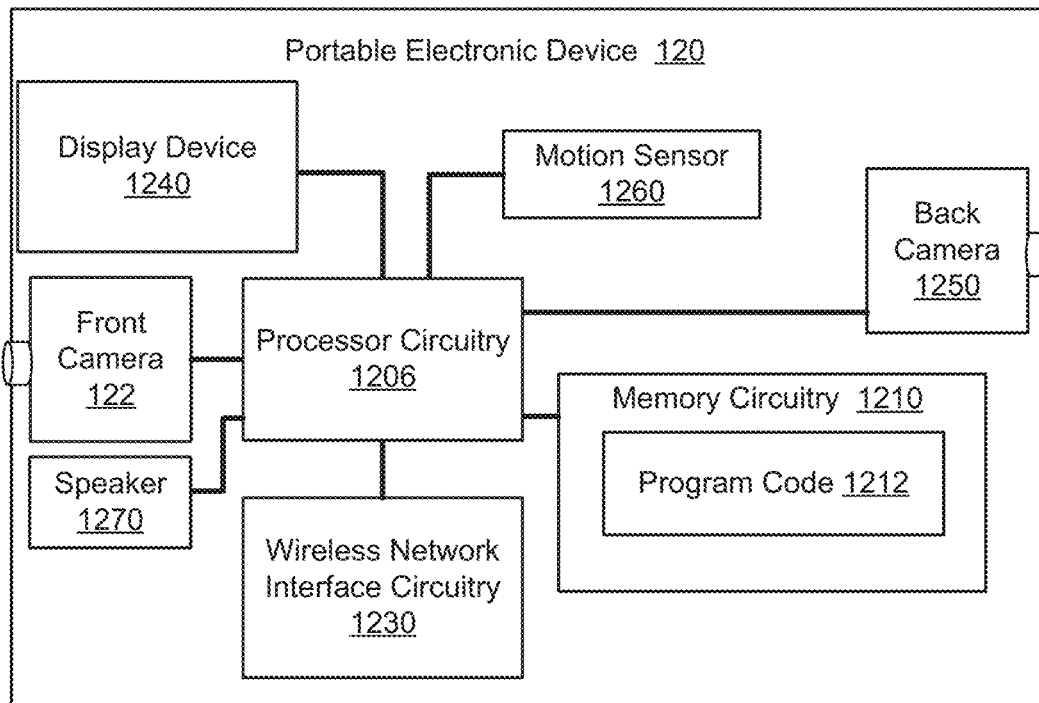 Portable Electronic Device 120
Display Device
1240
Motion Sensor
1260
Back
Camera
1250
Front
Camera
122
Processor Circuitry
1206
Memory Circuitry 1210
Program Code 1212
Speaker
1270
Wireless Network
Interface Circuitry
1230